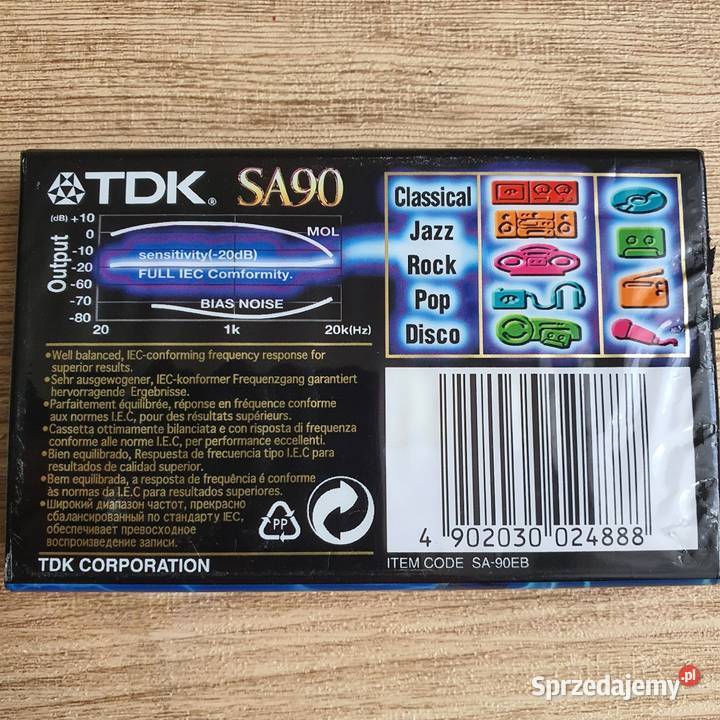 TDK® SA90
(dB) +10
0
-10
-20
-60
-70
-80
Output
MOL
sensitivity(-20dB)
FULL IEC Comformity.
BIAS NOISE
20 1k 20k(Hz)
Classical
Jazz
Rock
Pop
Disco
•Well balanced, IEC-conforming frequency response for
superior results.
•Sehr ausgewogener, IEC-konformer Frequenzgang garantiert
hervorragende Ergebnisse.
•Parfaitement équilibrée, réponse en fréquence conforme
aux normes I.E.C, pour des résultats supérieurs.
•Cassetta ottimamente bilanciata e con risposta di frequenza
conforme alle norme I.E.C, per performance eccellenti.
•Bien equilibrado, Respuesta de frecuencia tipo I.E.C para
resultados de calidad superior.
•Bem equilibrada, a resposta de frequência é conforme
às normas da I.E.C para resultados superiores.
•Широкий диапазон частот, прекрасно
сбалансированный по стандарту IEC,
обеспечивает превосходное
воспроизведение записи.
PP
TDK CORPORATION
4 902030 024888
ITEM CODE SA-90EB
Sprzedajemy.pl